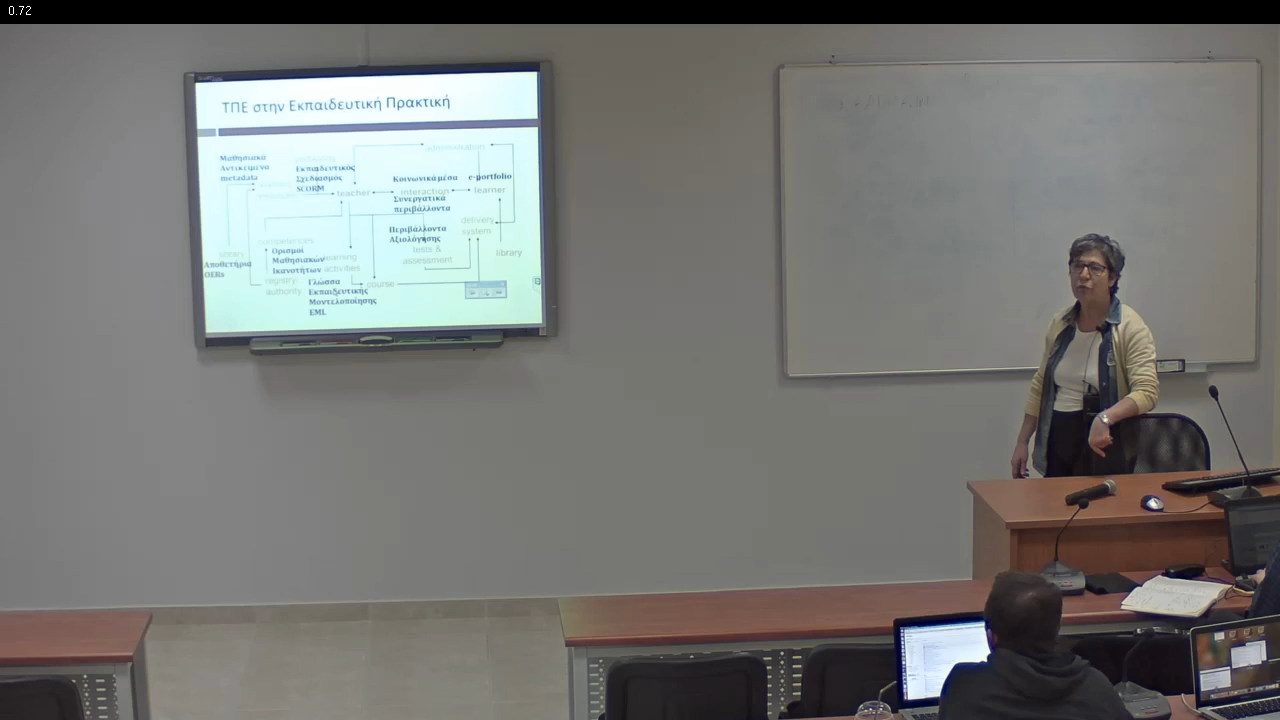 0.72
ΤΠΕ στην Εκπαιδευτική Πρακτική
administration
Μαθησιακά
Αντικείμενα
metadata
Εκπαιδευτικός
Σχεδιασμός
SCORM
Κοινωνικά μέσα
e-portfolio
teacher
interaction
learner
Συνεργατικά
περιβάλλοντα
delivery
system
Περιβάλλοντα
Αξιολόγησης
tests &
assessment
library
competencies
library
Αποθετήρια
OERs
Ορισμοί
Μαθησιακών
Ικανοτήτων
learning
activities
registry/
authority
course
Γλώσσα
Εκπαιδευτικής
Μοντελοποίησης
EML